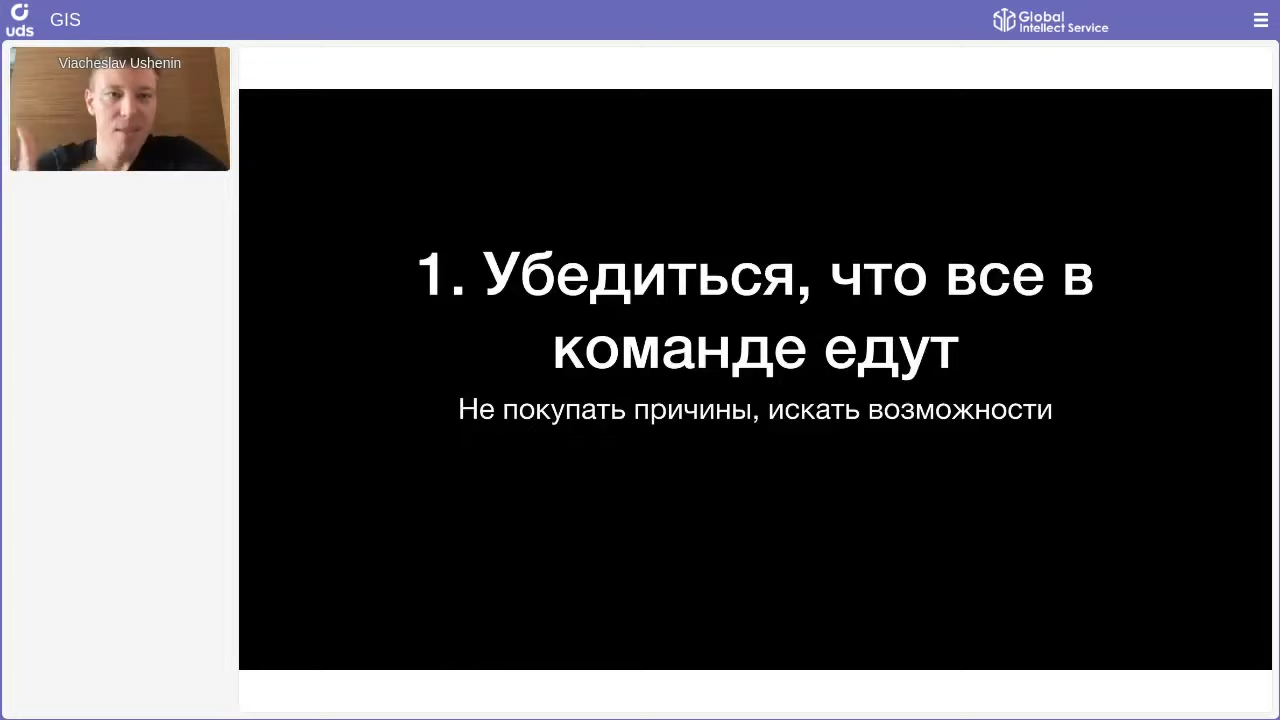 uds
GIS
Global
Intellect Service
Viacheslav Ushenin
1. Убедиться, что все в
команде едут
Не покупать причины, искать возможности